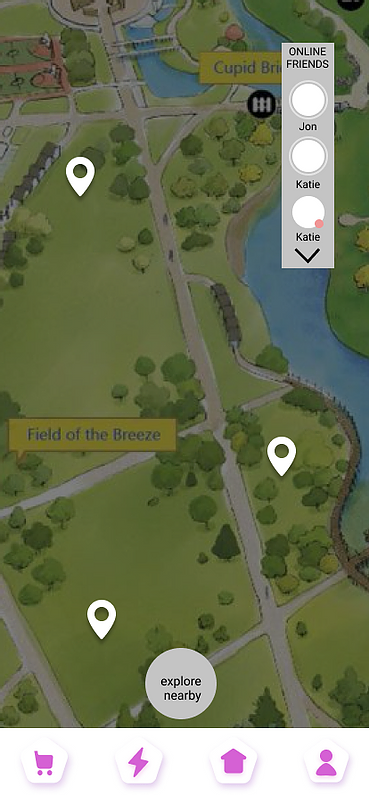 Cupid Bri
ONLINE
FRIENDS
Jon
Katie
Katie
Field of the Breeze
explore
nearby